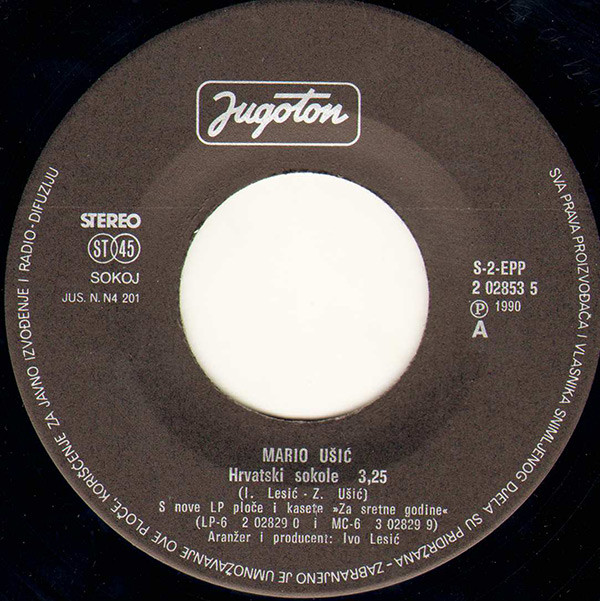 Jugoton
STEREO
ST 45
SOKOJ
JUS. N. N4 201
S-2-EPP
2 02853 5
Ⓟ 1990
A
MARIO UŠIĆ
Hrvatski sokole 3,25
(I. Lesić - Z. Ušić)
S nove LP ploče i kasete »Za sretne godine«
(LP-6 2 02829 0 i MC-6 3 02829 9)
Aranžer i producent: Ivo Lesić
SVA PRAVA PROIZVOĐAČA I VLASNIKA SNIMLJENOG DJELA SU PRIDRŽANA - ZABRANJENO JE UMNOŽAVANJE OVE PLOČE, KORIŠĆENJE ZA JAVNO IZVOĐENJE I RADIO-DIFUZIJU